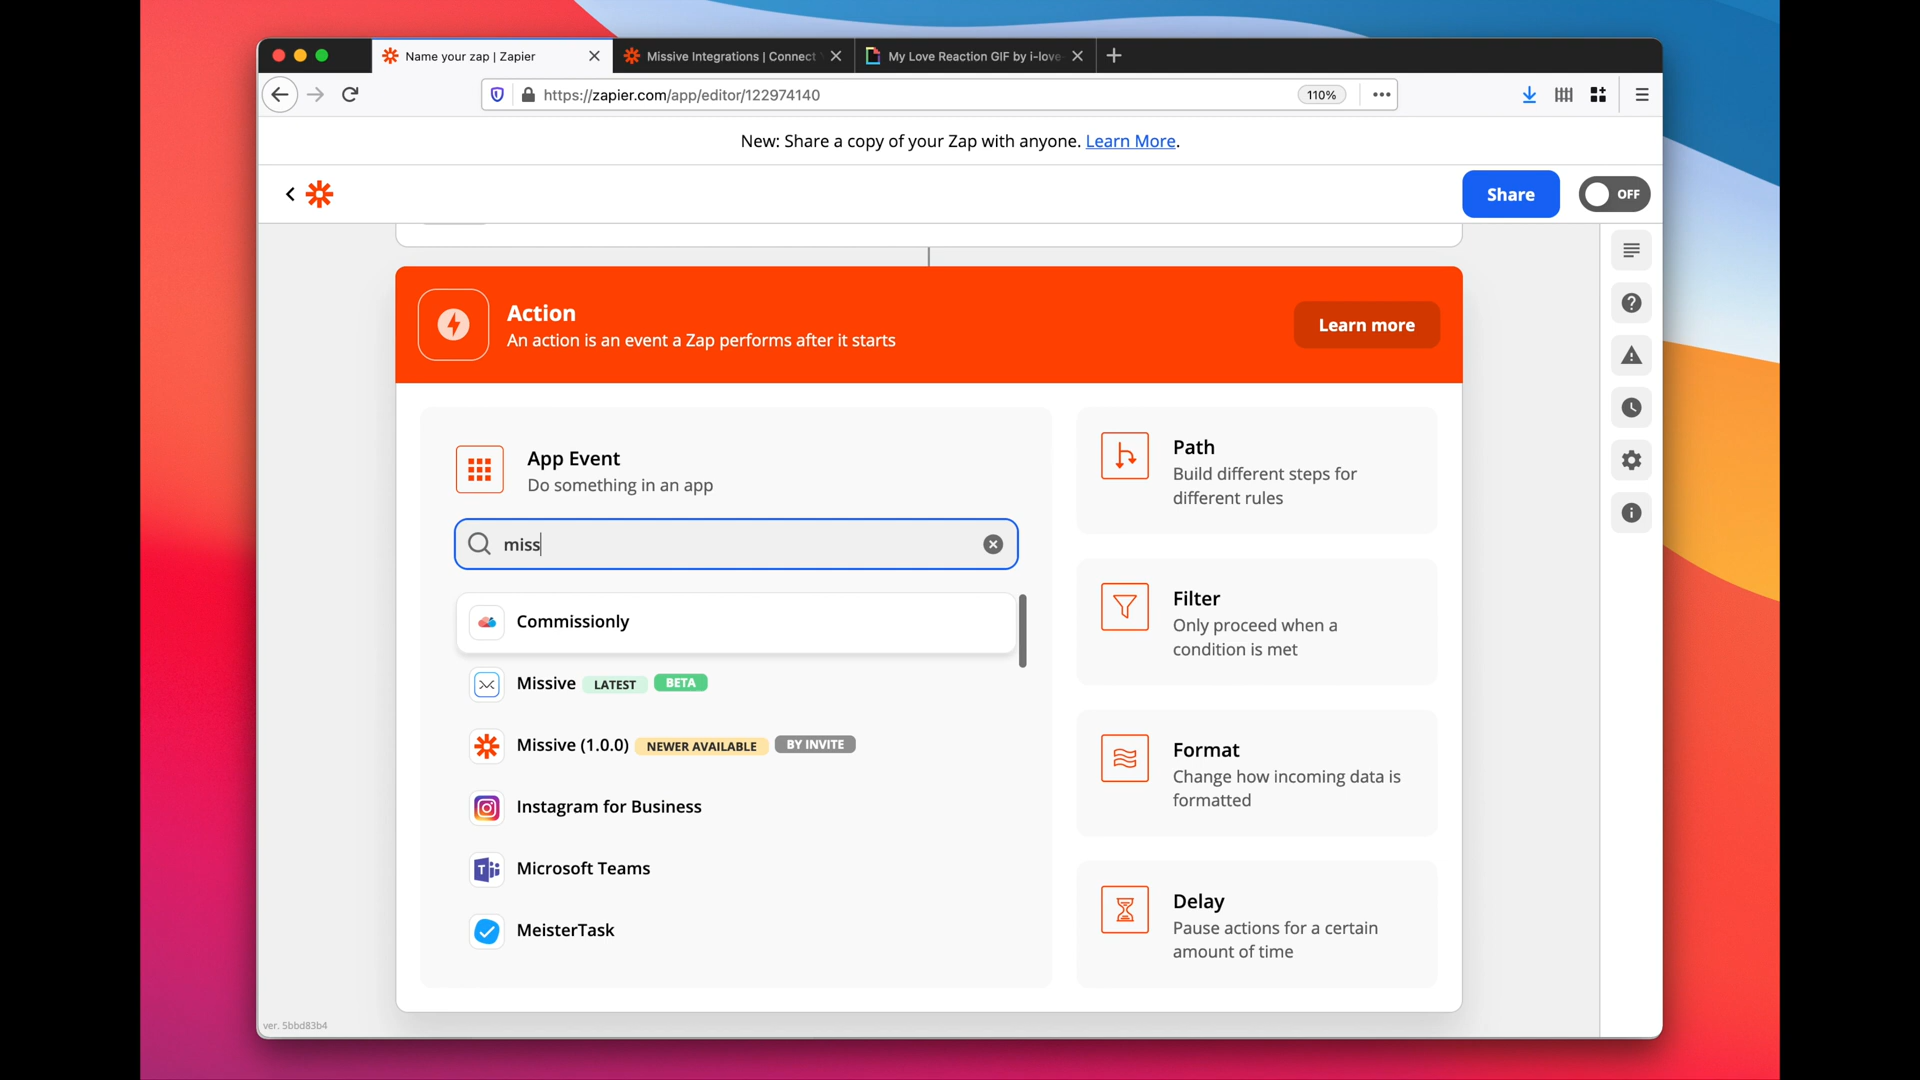 Name your zap | Zapier
Missive Integrations | Connect
My Love Reaction GIF by i-love-
https://zapier.com/app/editor/122974140
110%
New: Share a copy of your Zap with anyone. Learn More.
Share
OFF
Action
An action is an event a Zap performs after it starts
Learn more
App Event
Do something in an app
miss
Commissionly
Missive LATEST BETA
Missive (1.0.0) NEWER AVAILABLE BY INVITE
Instagram for Business
Microsoft Teams
MeisterTask
Path
Build different steps for
different rules
Filter
Only proceed when a
condition is met
Format
Change how incoming data is
formatted
Delay
Pause actions for a certain
amount of time
ver. 5bbd83b4